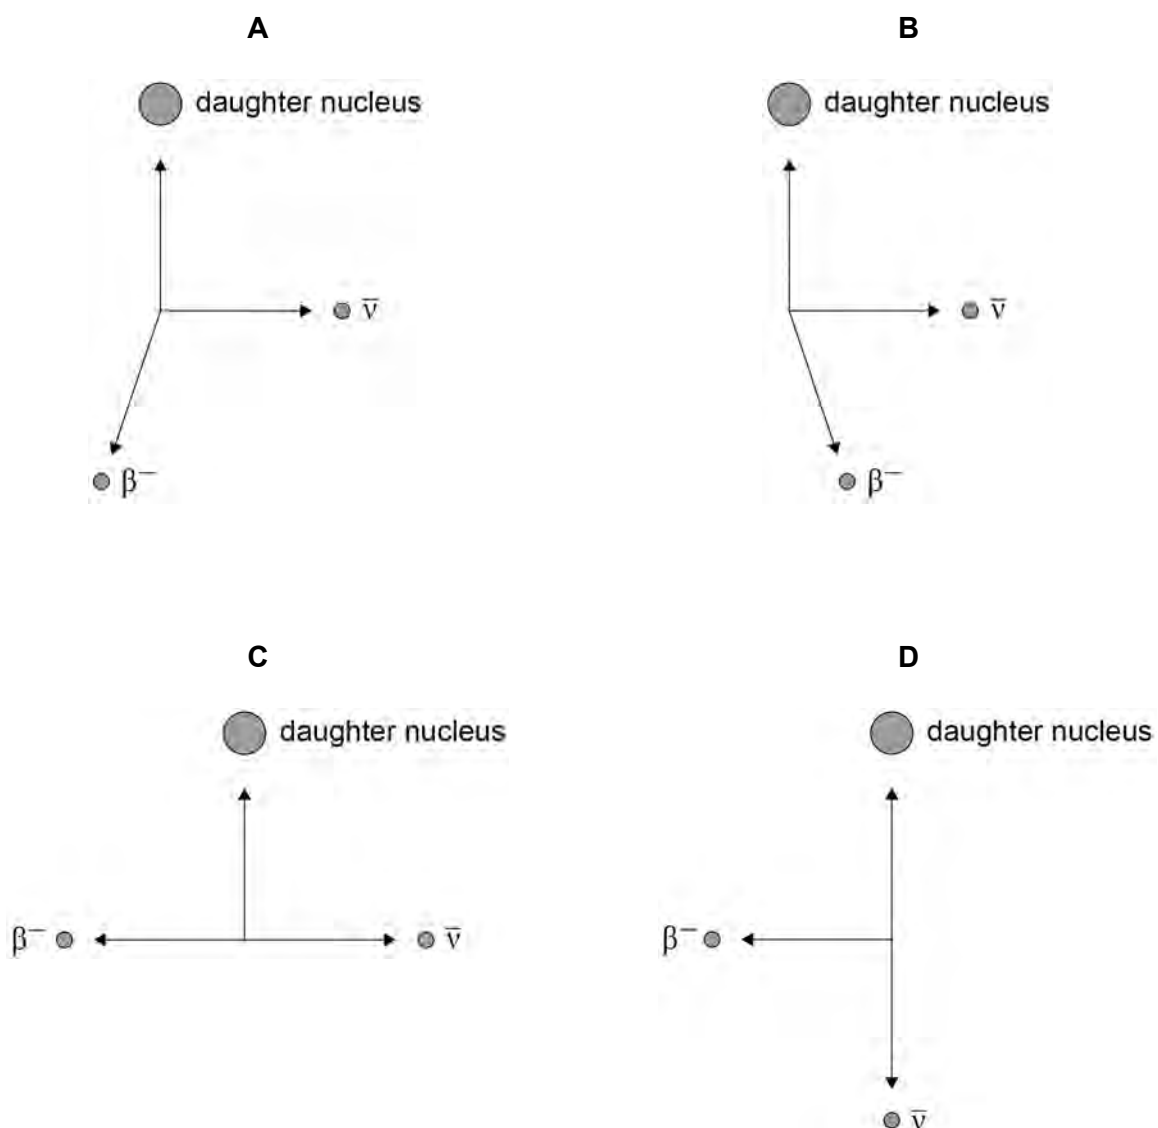 A
B
daughter nucleus
daughter nucleus
ν̅
ν̅
β⁻
β⁻
C
D
daughter nucleus
daughter nucleus
β⁻
ν̅
β⁻
ν̅